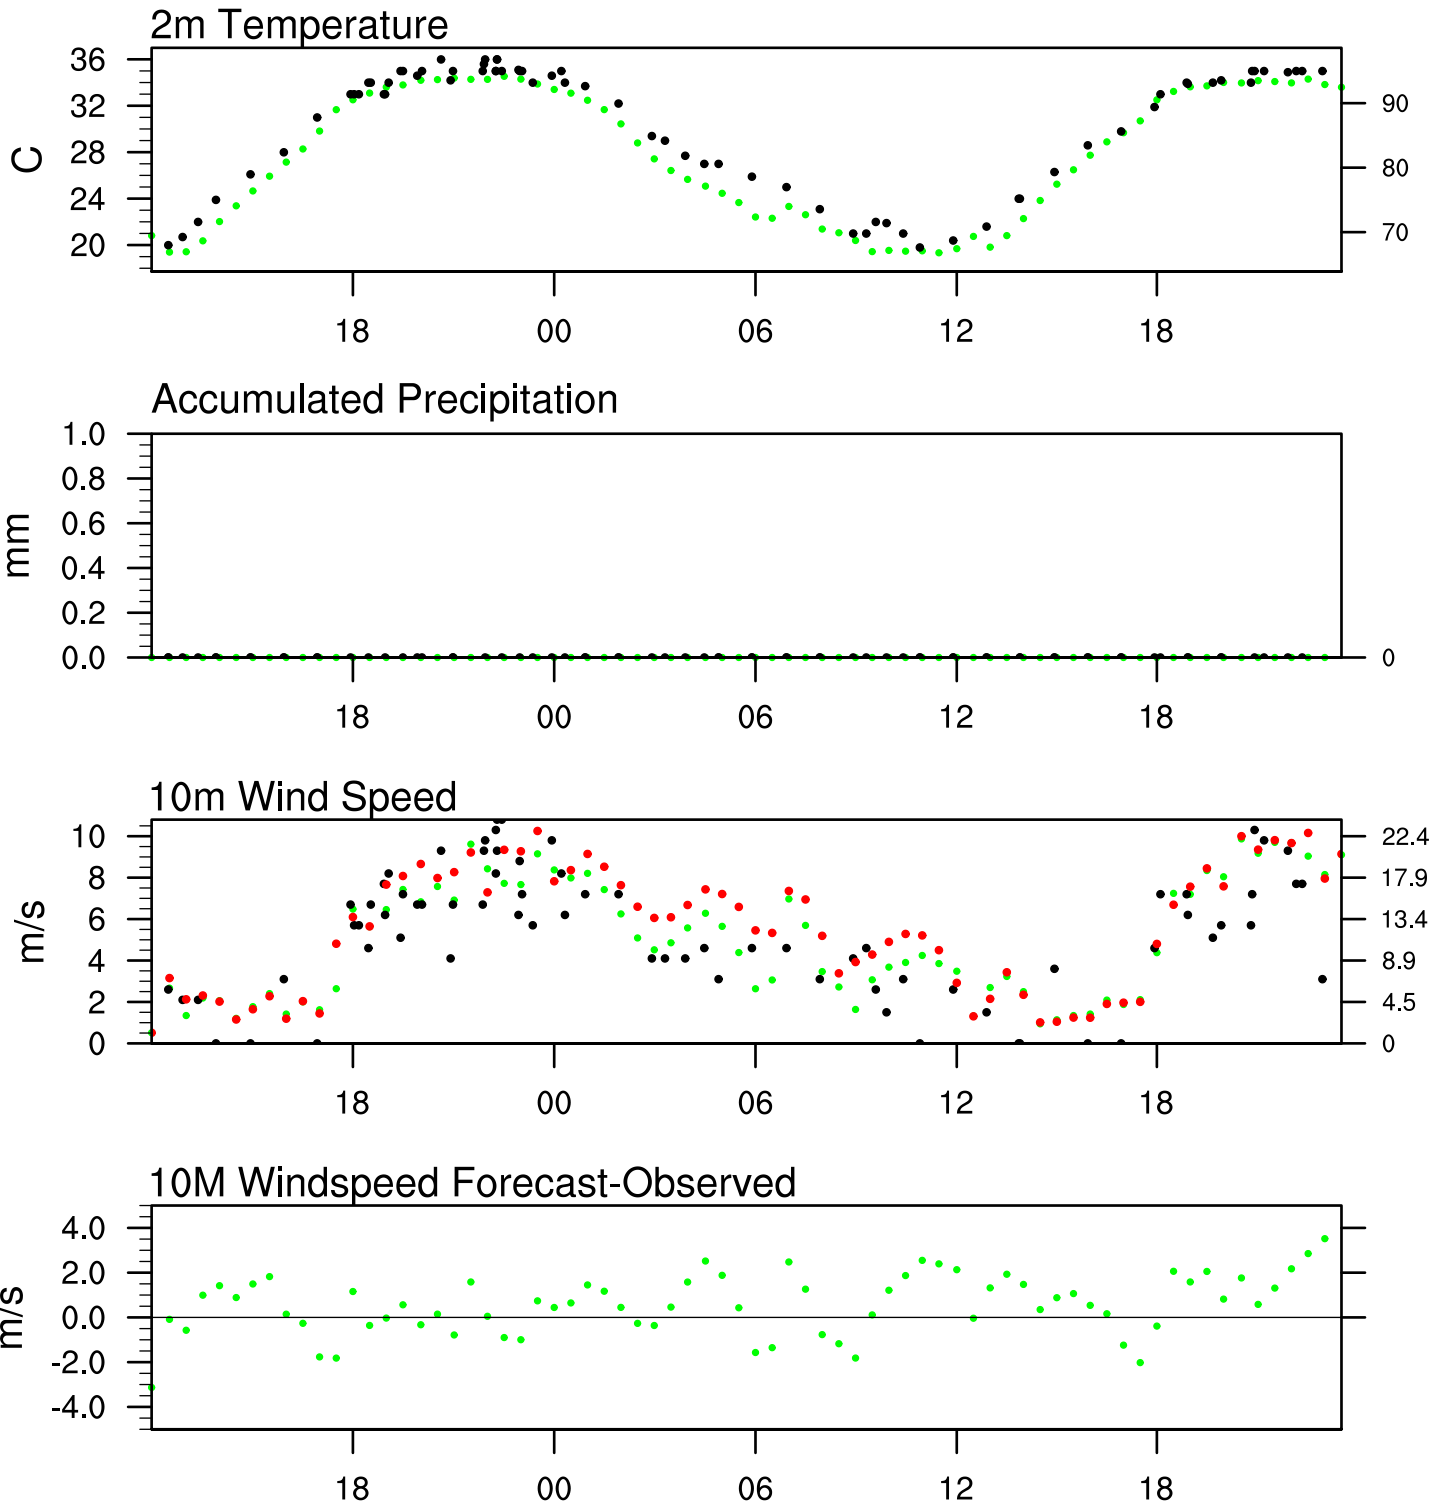 2m Temperature
36
32
28
24
20
C
90
80
70
18 00 06 12 18
Accumulated Precipitation
1.0
0.8
0.6
0.4
0.2
0.0
mm
0
18 00 06 12 18
10m Wind Speed
10
8
6
4
2
0
m/s
22.4
17.9
13.4
8.9
4.5
0
18 00 06 12 18
10M Windspeed Forecast-Observed
4.0
2.0
0.0
-2.0
-4.0
m/s
18 00 06 12 18